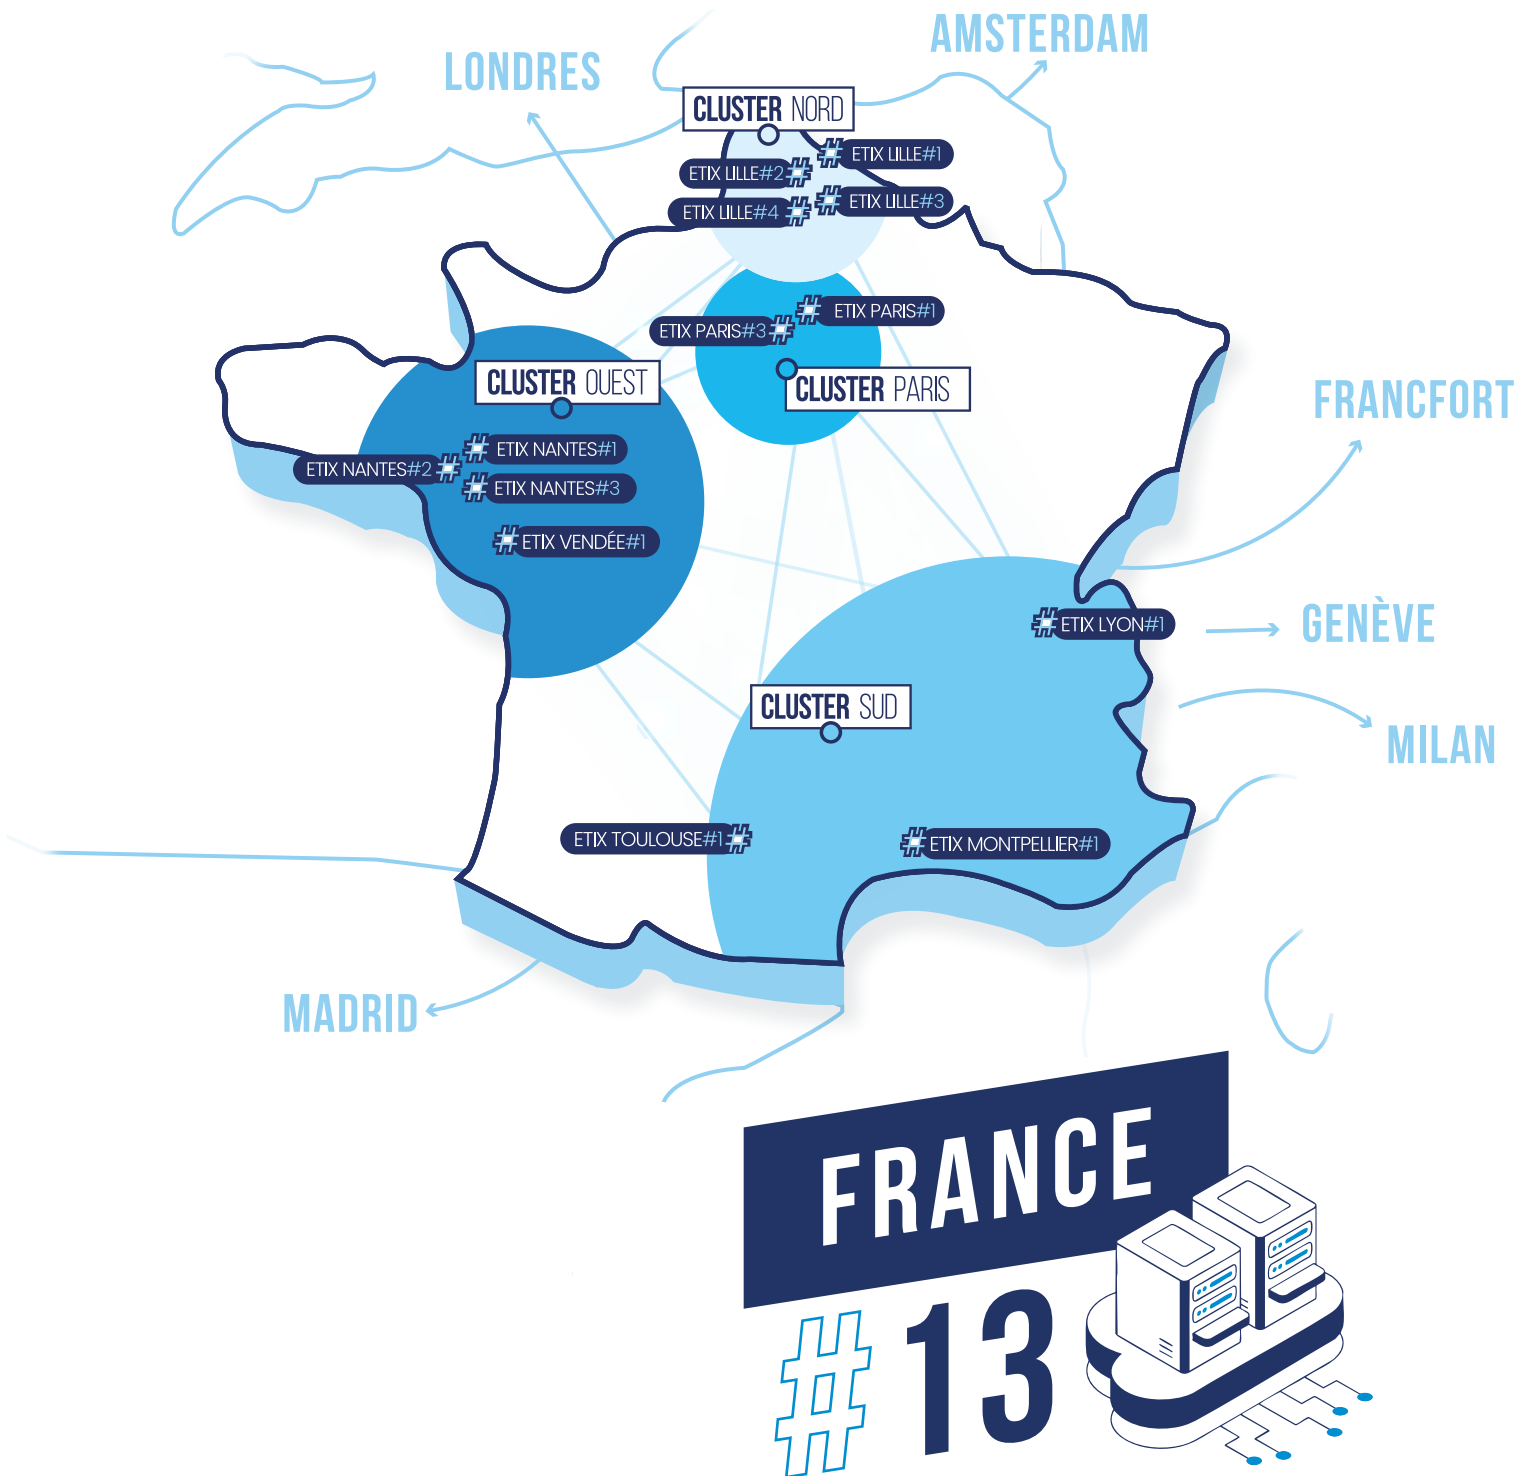 AMSTERDAM
LONDRES
CLUSTER NORD
ETIX LILLE#1
ETIX LILLE#2
ETIX LILLE#3
ETIX LILLE#4
ETIX PARIS#1
ETIX PARIS#3
CLUSTER OUEST
CLUSTER PARIS
FRANCFORT
ETIX NANTES#1
ETIX NANTES#2
ETIX NANTES#3
ETIX VENDÉE#1
ETIX LYON#1
GENÈVE
CLUSTER SUD
MILAN
ETIX TOULOUSE#1
ETIX MONTPELLIER#1
MADRID
FRANCE
#13